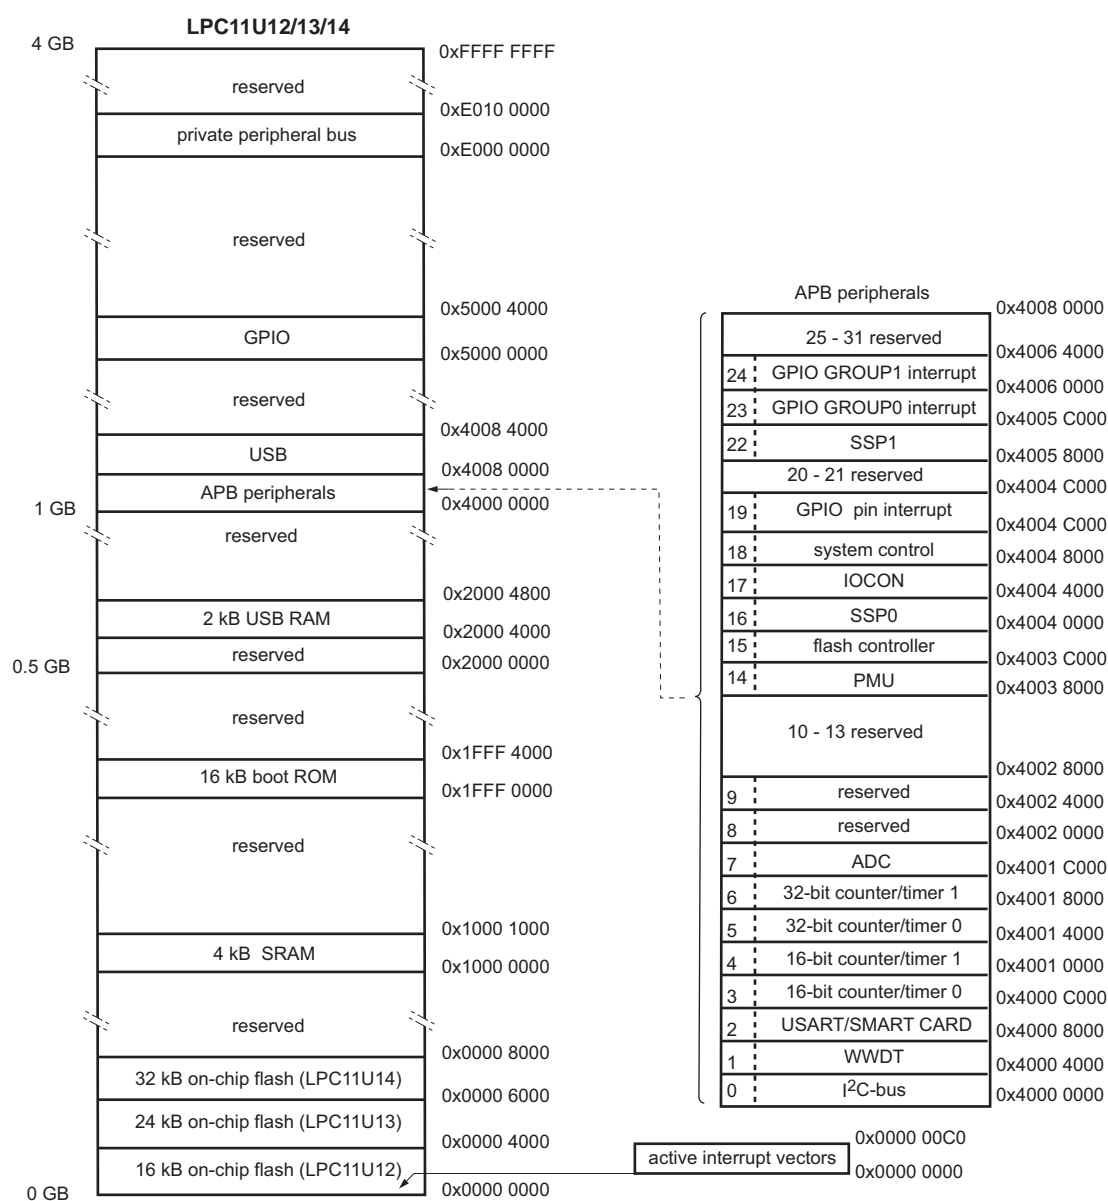 LPC11U12/13/14
4 GB
0xFFFF FFFF
reserved
0xE010 0000
private peripheral bus
0xE000 0000
reserved
0x5000 4000
GPIO
0x5000 0000
reserved
0x4008 4000
USB
0x4008 0000
APB peripherals
0x4000 0000
1 GB
reserved
0x2000 4800
2 kB USB RAM
0x2000 4000
reserved
0x2000 0000
0.5 GB
reserved
0x1FFF 4000
16 kB boot ROM
0x1FFF 0000
reserved
0x1000 1000
4 kB SRAM
0x1000 0000
reserved
0x0000 8000
32 kB on-chip flash (LPC11U14)
0x0000 6000
24 kB on-chip flash (LPC11U13)
0x0000 4000
16 kB on-chip flash (LPC11U12)
0x0000 0000
0 GB
APB peripherals
0x4008 0000
25 - 31 reserved
0x4006 4000
24 GPIO GROUP1 interrupt
0x4006 0000
23 GPIO GROUP0 interrupt
0x4005 C000
22 SSP1
0x4005 8000
20 - 21 reserved
0x4004 C000
19 GPIO pin interrupt
0x4004 C000
18 system control
0x4004 8000
17 IOCON
0x4004 4000
16 SSP0
0x4004 0000
15 flash controller
0x4003 C000
14 PMU
0x4003 8000
10 - 13 reserved
0x4002 8000
9 reserved
0x4002 4000
8 reserved
0x4002 0000
7 ADC
0x4001 C000
6 32-bit counter/timer 1
0x4001 8000
5 32-bit counter/timer 0
0x4001 4000
4 16-bit counter/timer 1
0x4001 0000
3 16-bit counter/timer 0
0x4000 C000
2 USART/SMART CARD
0x4000 8000
1 WWDT
0x4000 4000
0 I²C-bus
0x4000 0000
0x0000 00C0
active interrupt vectors
0x0000 0000